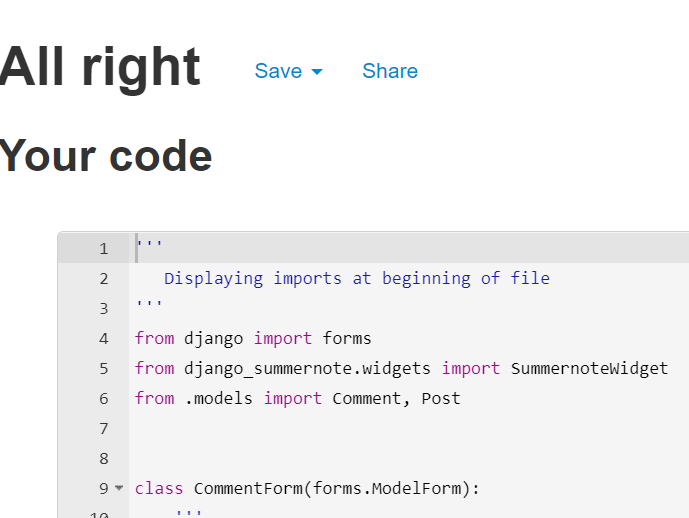 All right Save Share
Your code
1 '''
2 Displaying imports at beginning of file
3 '''
4 from django import forms
5 from django_summernote.widgets import SummernoteWidget
6 from .models import Comment, Post
7
8
9 class CommentForm(forms.ModelForm):
10 '''